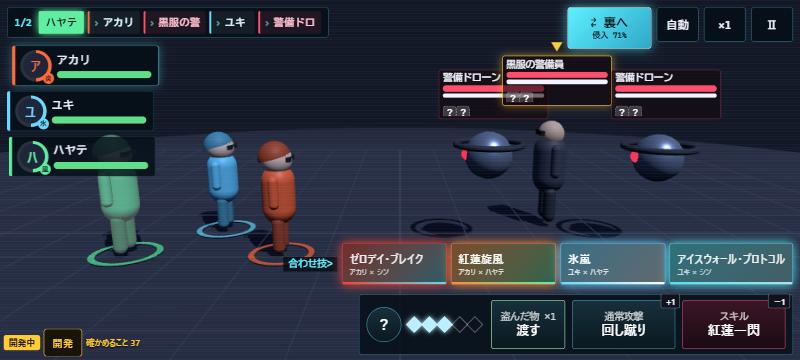 1/2 ハヤテ › アカリ › 黒服の警 › ユキ › 警備ドロ
⇄ 裏へ
侵入 71%
自動
×1
Ⅱ
ア
炎
アカリ
ユ
氷
ユキ
ハ
風
ハヤテ
警備ドローン
? ?
黒服の警備員
? ?
警備ドローン
? ?
合わせ技>
ゼロデイ・ブレイク
アカリ × シン
紅蓮旋風
アカリ × ハヤテ
氷嵐
ユキ × ハヤテ
アイスウォール・プロトコル
ユキ × シン
?
盗んだ物 ×1
渡す
+1
通常攻撃
回し蹴り
−1
スキル
紅蓮一閃
開発中
開発
確かめること 37